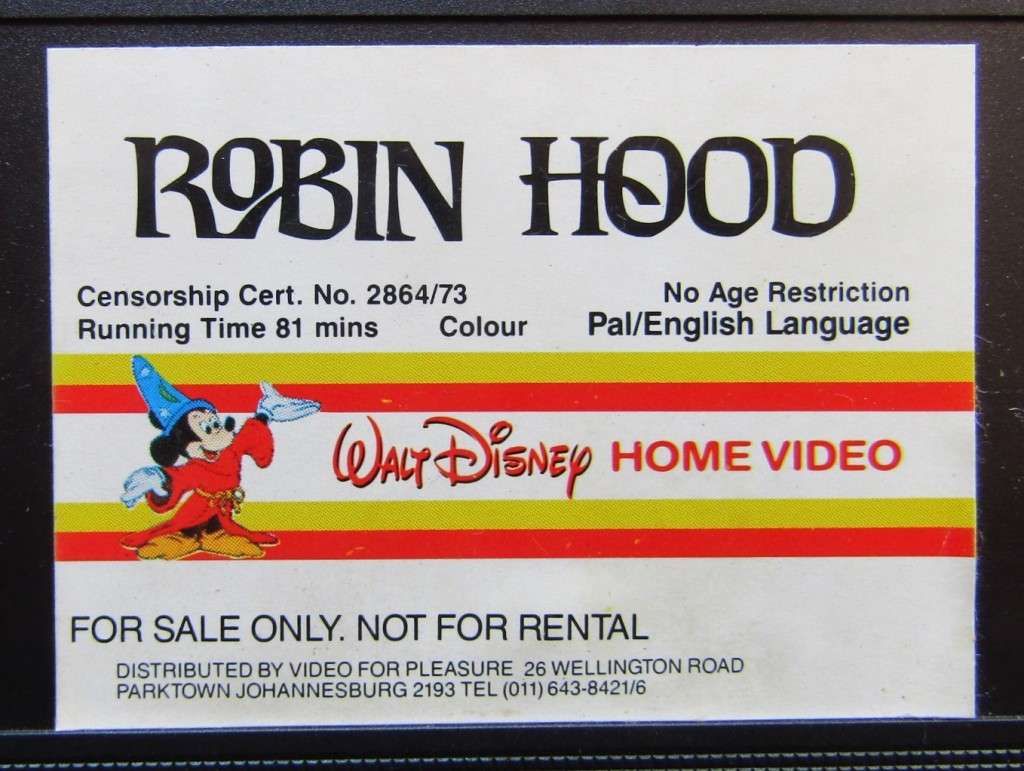 ROBIN HOOD
Censorship Cert. No. 2864/73 No Age Restriction
Running Time 81 mins Colour Pal/English Language
WALT DISNEY HOME VIDEO
FOR SALE ONLY. NOT FOR RENTAL
DISTRIBUTED BY VIDEO FOR PLEASURE 26 WELLINGTON ROAD
PARKTOWN JOHANNESBURG 2193 TEL (011) 643-8421/6